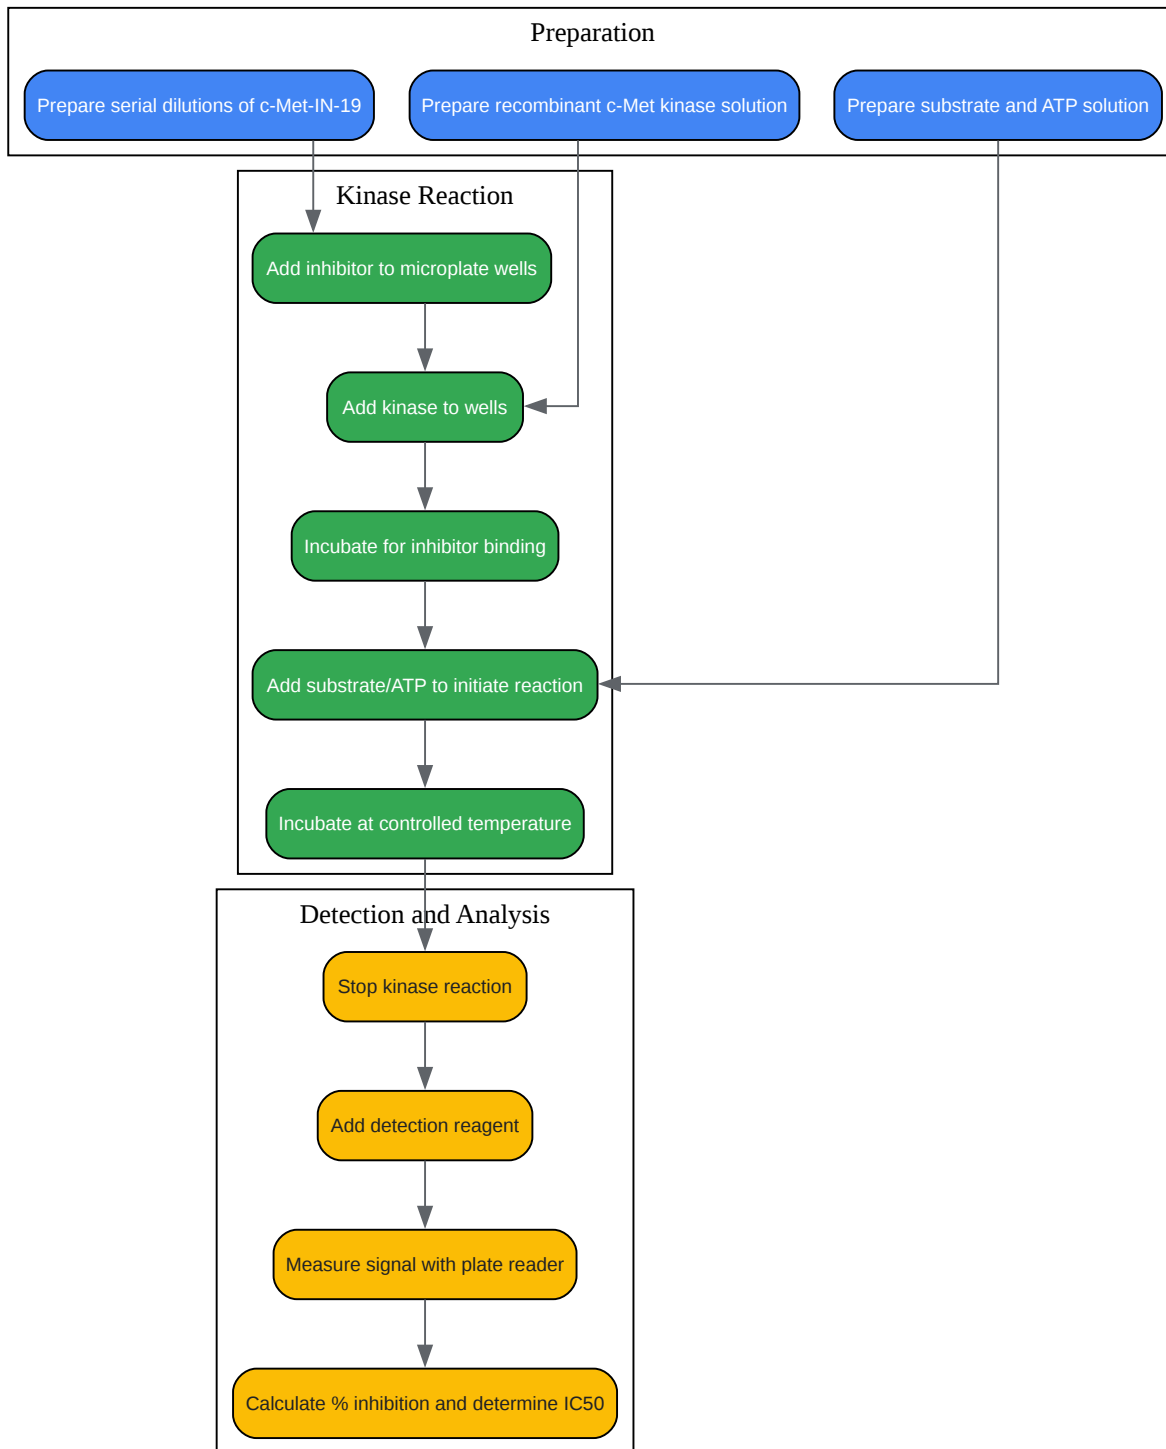 Preparation
Prepare serial dilutions of c-Met-IN-19
Prepare recombinant c-Met kinase solution
Prepare substrate and ATP solution
Kinase Reaction
Add inhibitor to microplate wells
Add kinase to wells
Incubate for inhibitor binding
Add substrate/ATP to initiate reaction
Incubate at controlled temperature
Detection and Analysis
Stop kinase reaction
Add detection reagent
Measure signal with plate reader
Calculate % inhibition and determine IC50